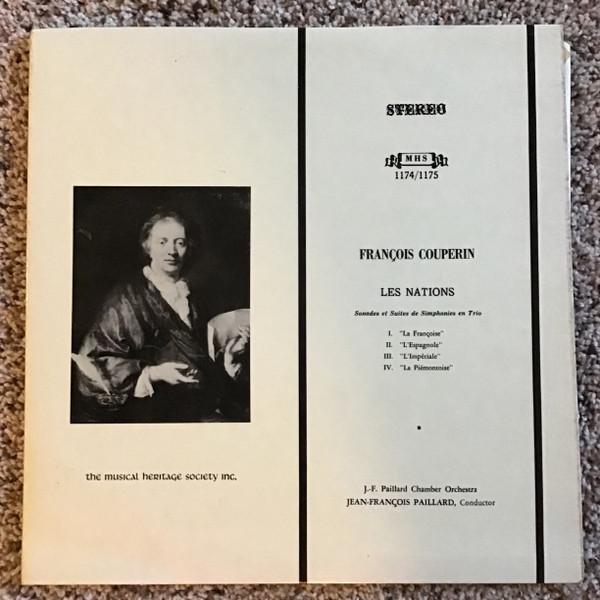 STEREO
MHS
1174/1175
FRANÇOIS COUPERIN
LES NATIONS
Sonades et Suites de Simphonies en Trio
I. "La Françoise"
II. "L'Espagnole"
III. "L'Impériale"
IV. "La Piémontoise"
the musical heritage society inc.
J.-F. Paillard Chamber Orchestra
JEAN-FRANÇOIS PAILLARD, Conductor